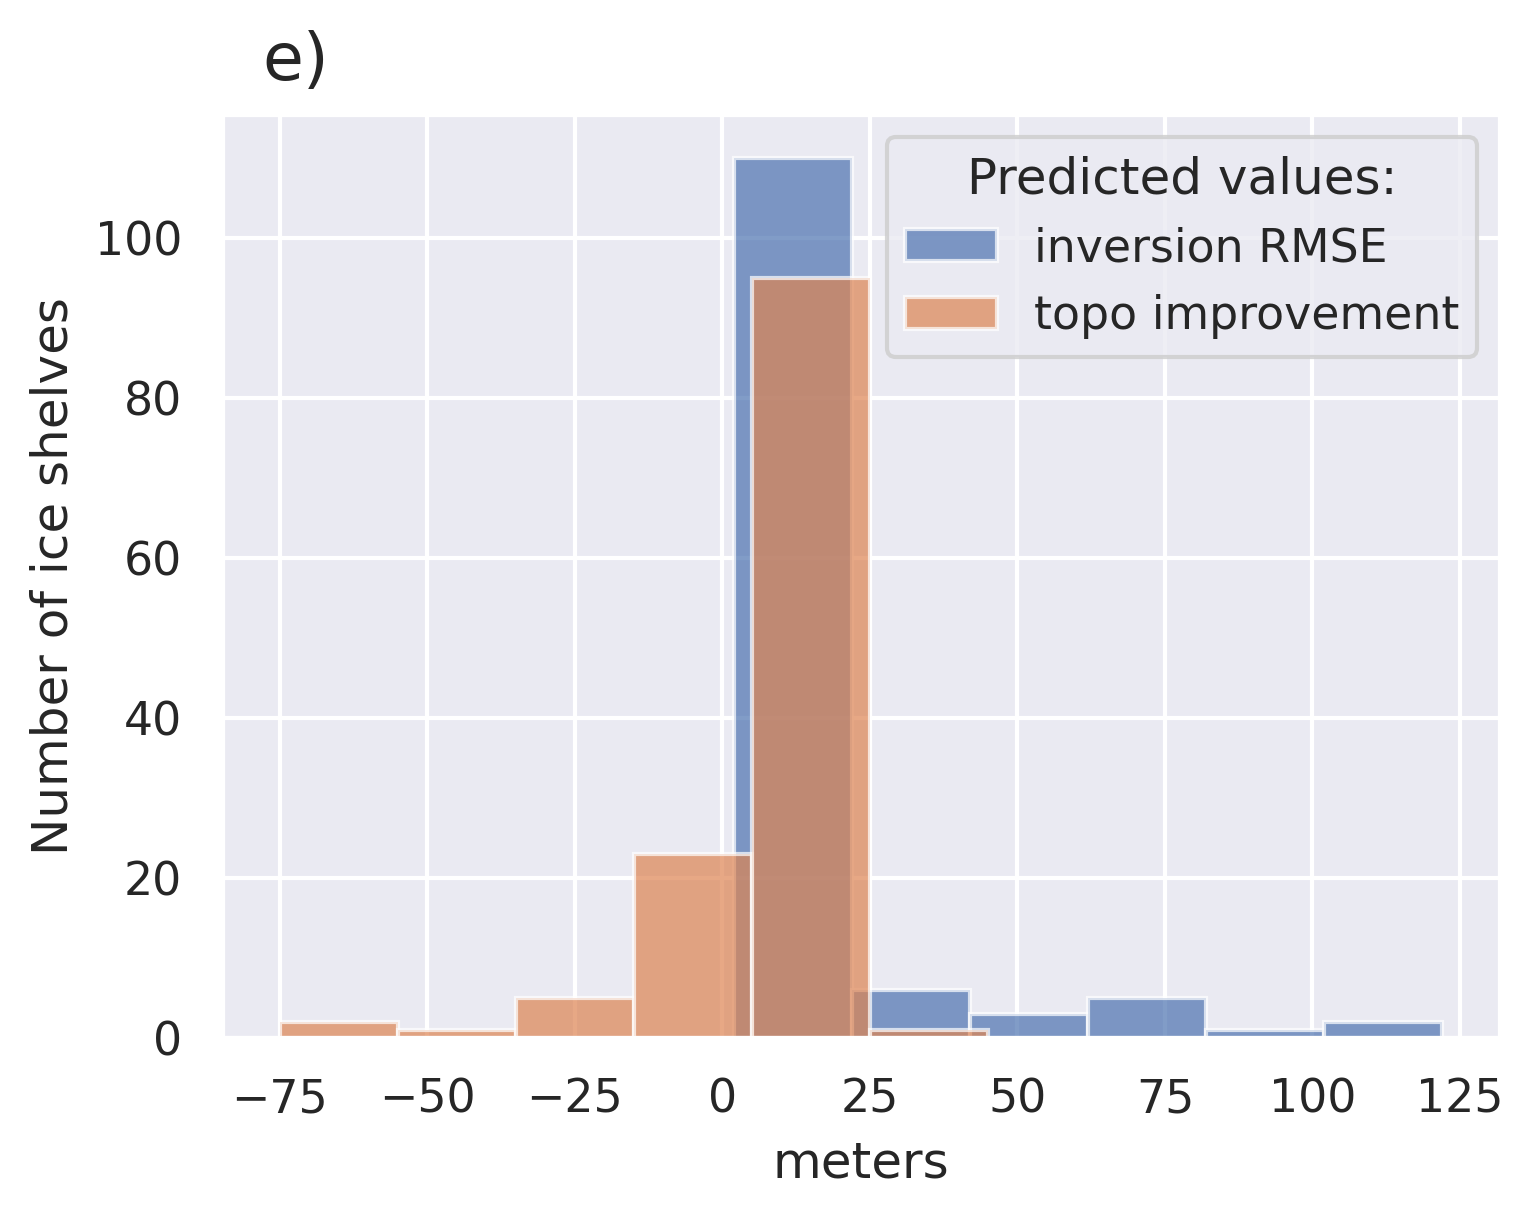 e)
Predicted values:
inversion RMSE
topo improvement
Number of ice shelves
100
80
60
40
20
0
−75 −50 −25 0 25 50 75 100 125
meters